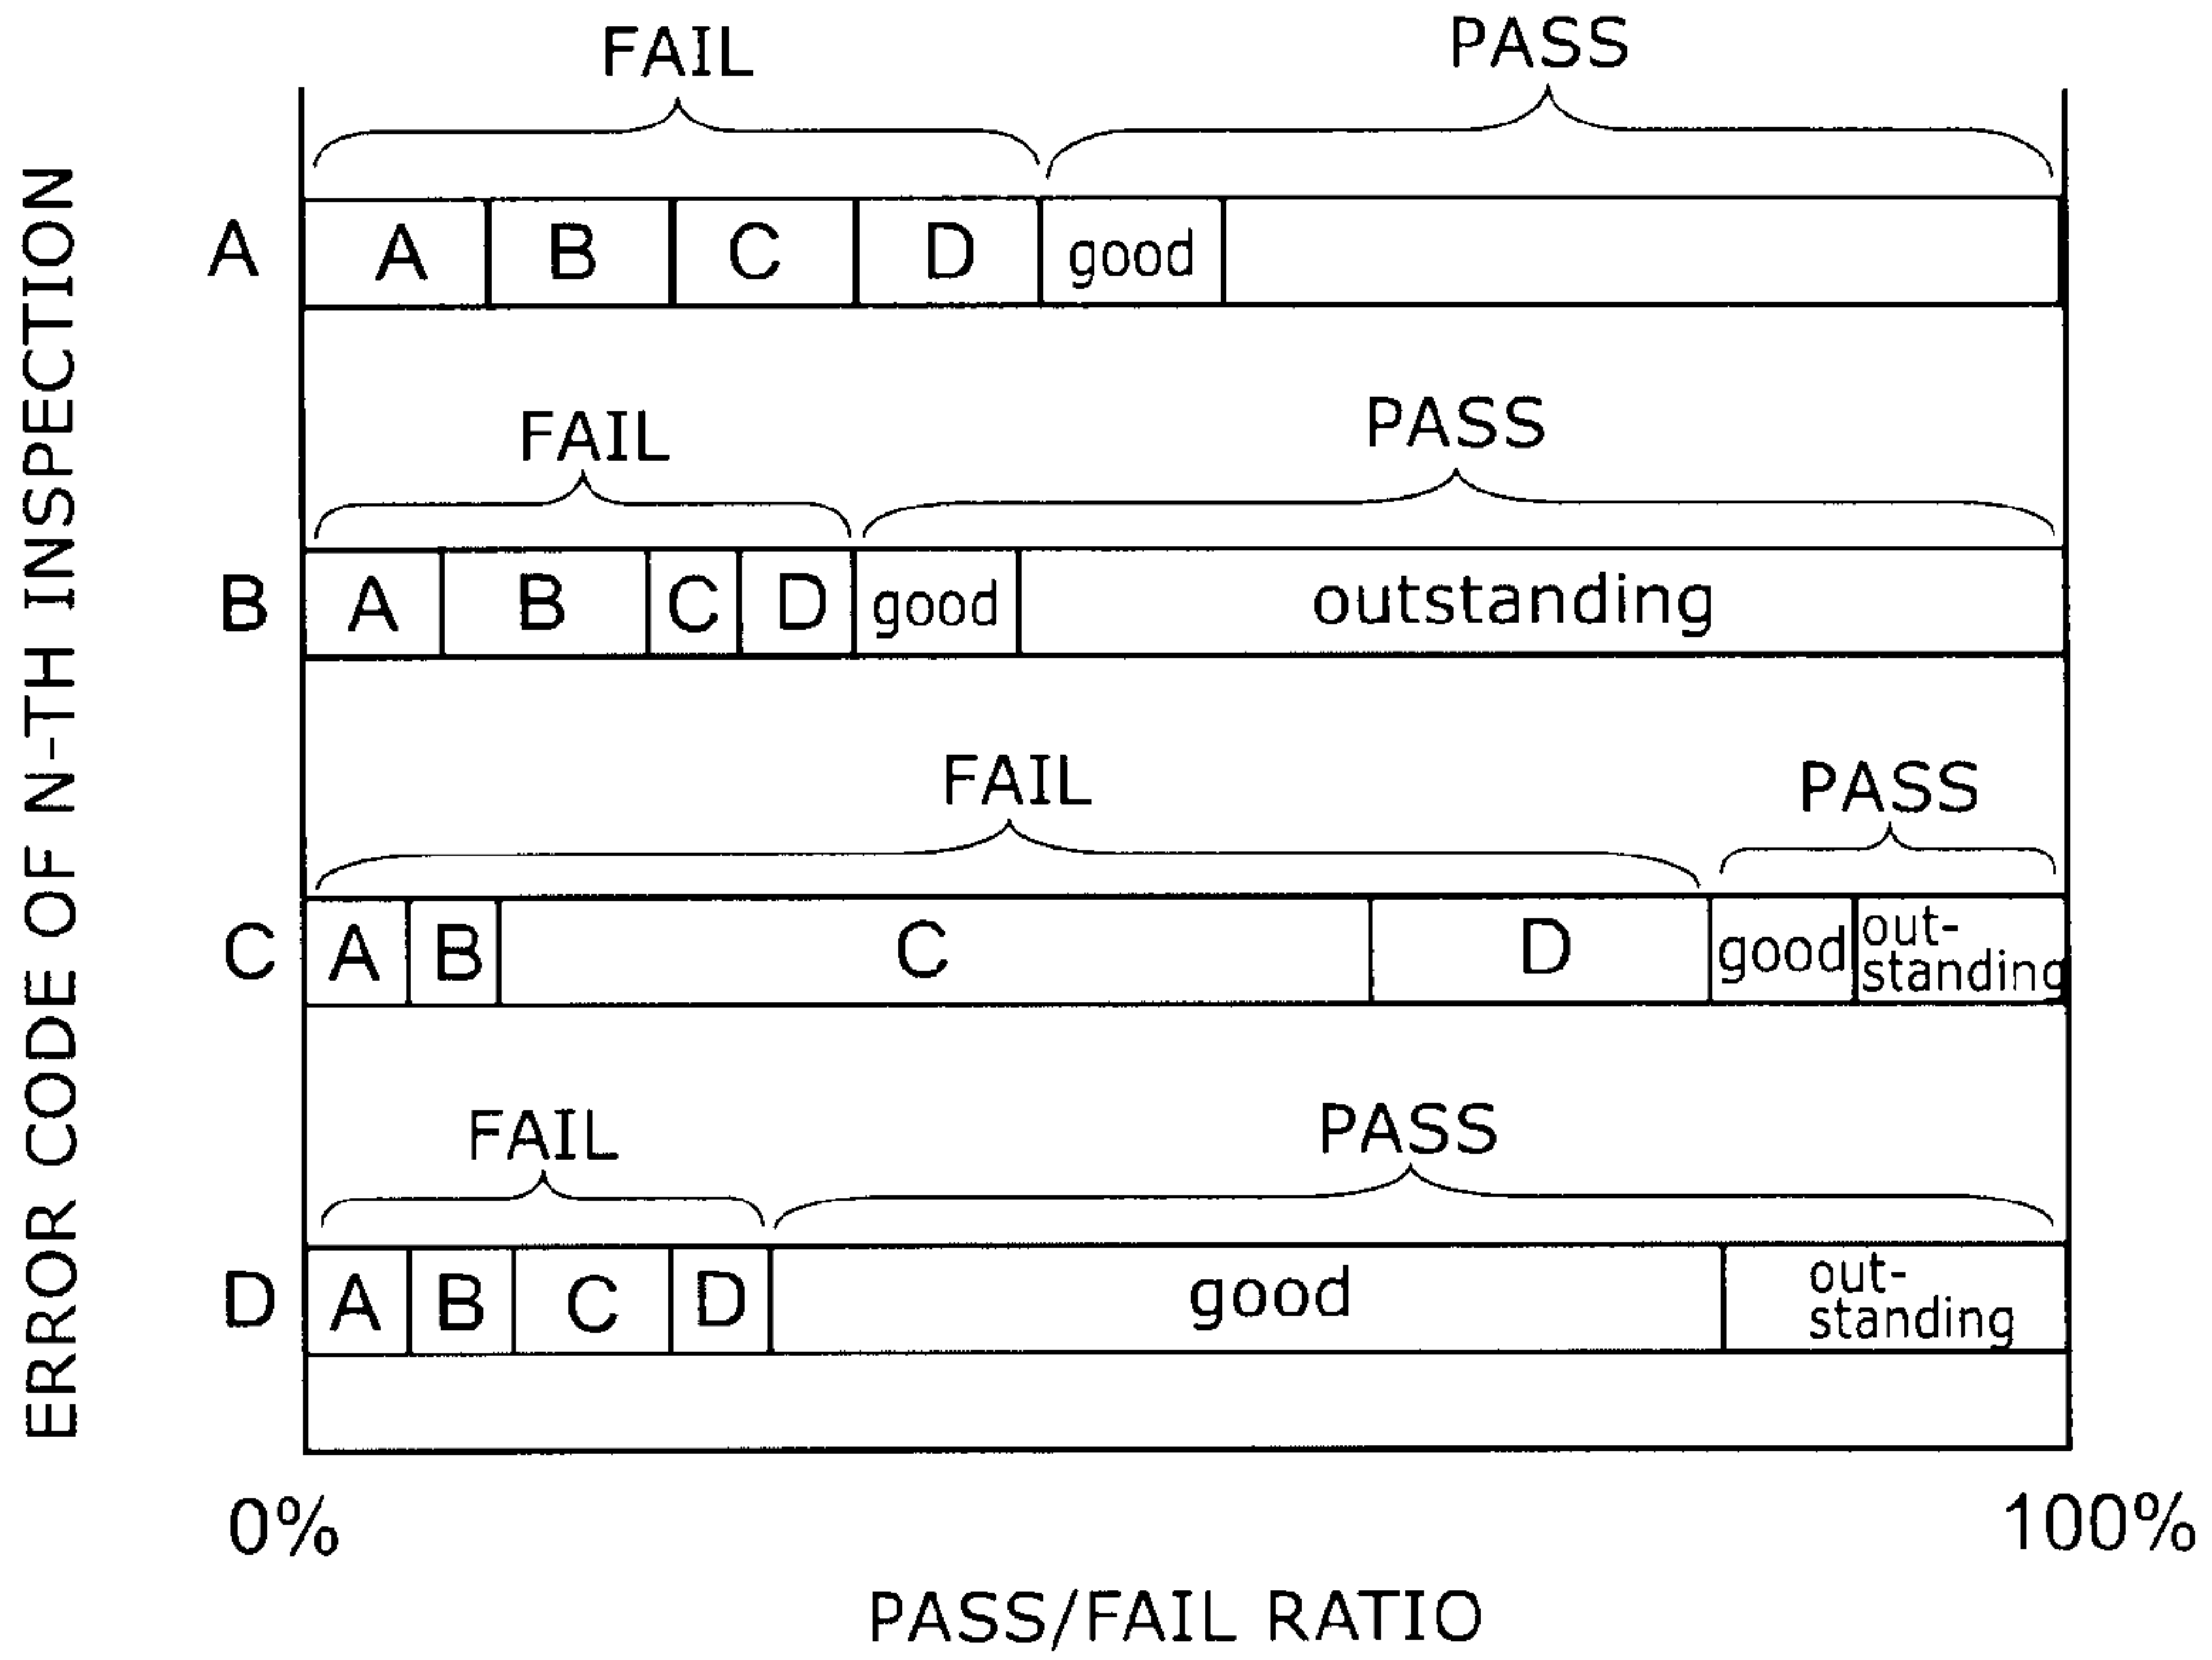 FAIL PASS
A A B C D good
FAIL PASS
B A B C D good outstanding
FAIL PASS
C A B C D good out-
standing
FAIL PASS
D A B C D good out-
standing
0% 100%
PASS/FAIL RATIO
ERROR CODE OF N-TH INSPECTION